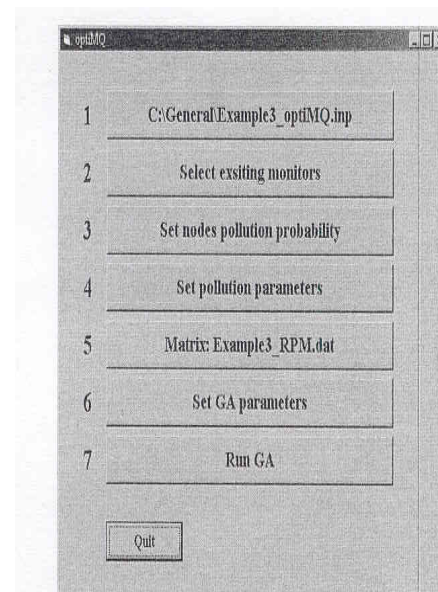 optiMQ
1 C:\General\Example3_optiMQ.inp
2 Select exsiting monitors
3 Set nodes pollution probability
4 Set pollution parameters
5 Matrix: Example3_RPM.dat
6 Set GA parameters
7 Run GA
Quit